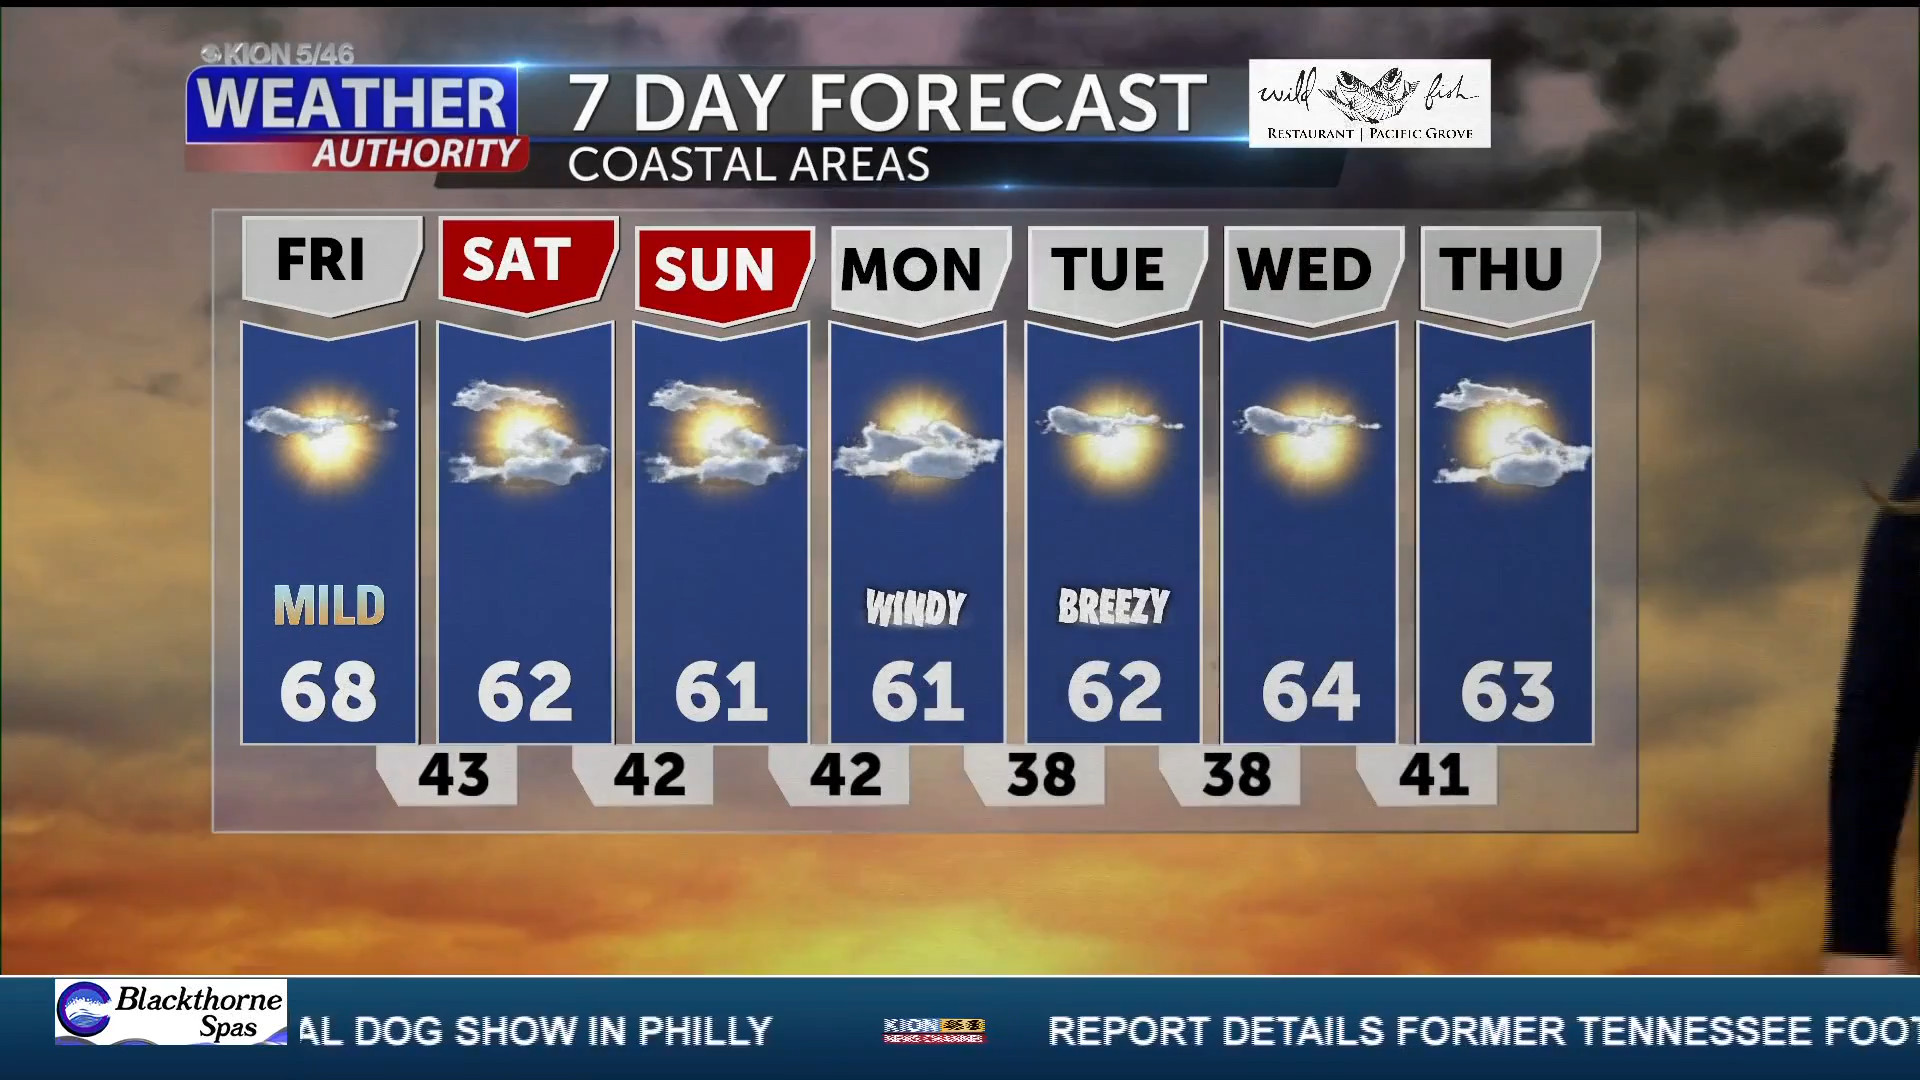 KION 5/46
WEATHER
AUTHORITY
7 DAY FORECAST
COASTAL AREAS
wild fish
RESTAURANT | PACIFIC GROVE
FRI SAT SUN MON TUE WED THU
MILD WINDY BREEZY
68 62 61 61 62 64 63
43 42 42 38 38 41
Blackthorne
Spas
AL DOG SHOW IN PHILLY
KION
NEWS CHANNEL
REPORT DETAILS FORMER TENNESSEE FOOT